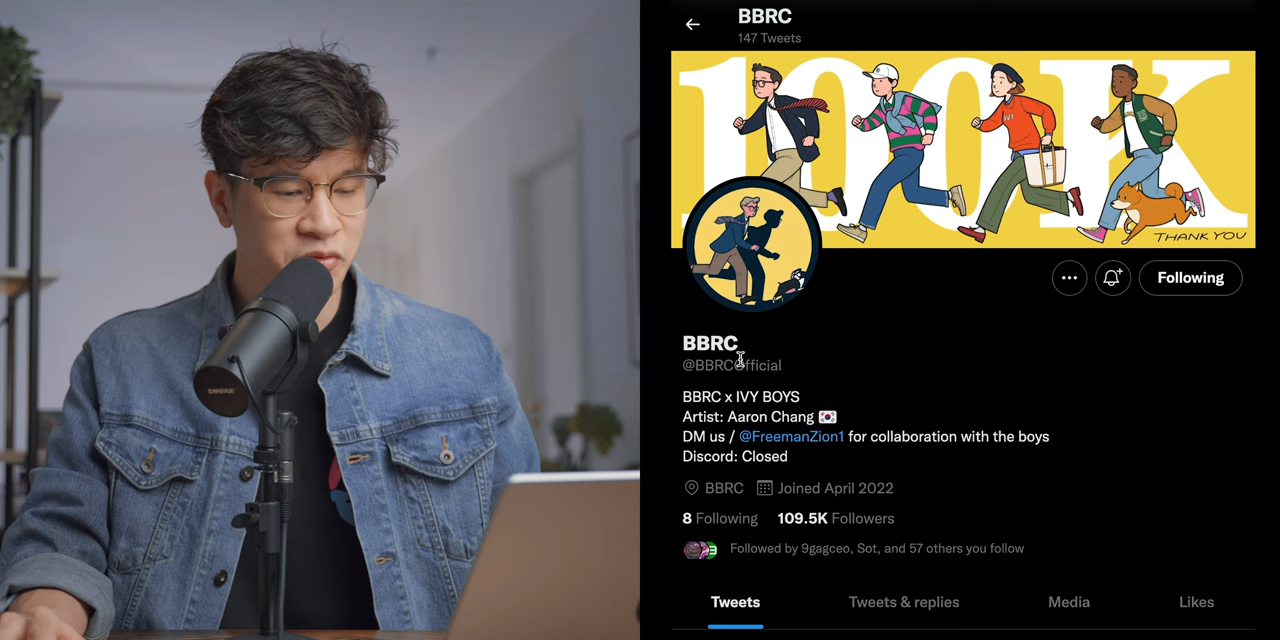 SHURE
BBRC
147 Tweets
100K
IVY
THANK YOU
Following
BBRC
@BBRCOfficial
BBRC x IVY BOYS
Artist: Aaron Chang 🇰🇷
DM us / @FreemanZion1 for collaboration with the boys
Discord: Closed
BBRC Joined April 2022
8 Following 109.5K Followers
Followed by 9gagceo, Sot, and 57 others you follow
Tweets Tweets & replies Media Likes